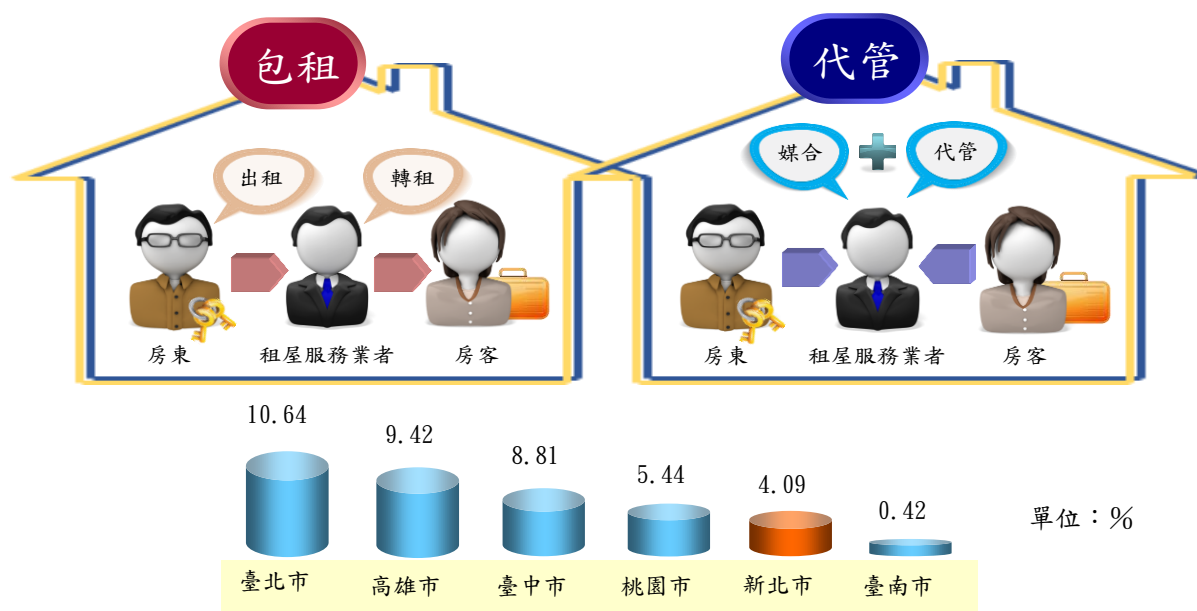 包租
代管
出租
轉租
媒合
代管
房東
租屋服務業者
房客
房東
租屋服務業者
房客
10.64
9.42
8.81
5.44
4.09
0.42
單位：%
臺北市
高雄市
臺中市
桃園市
新北市
臺南市